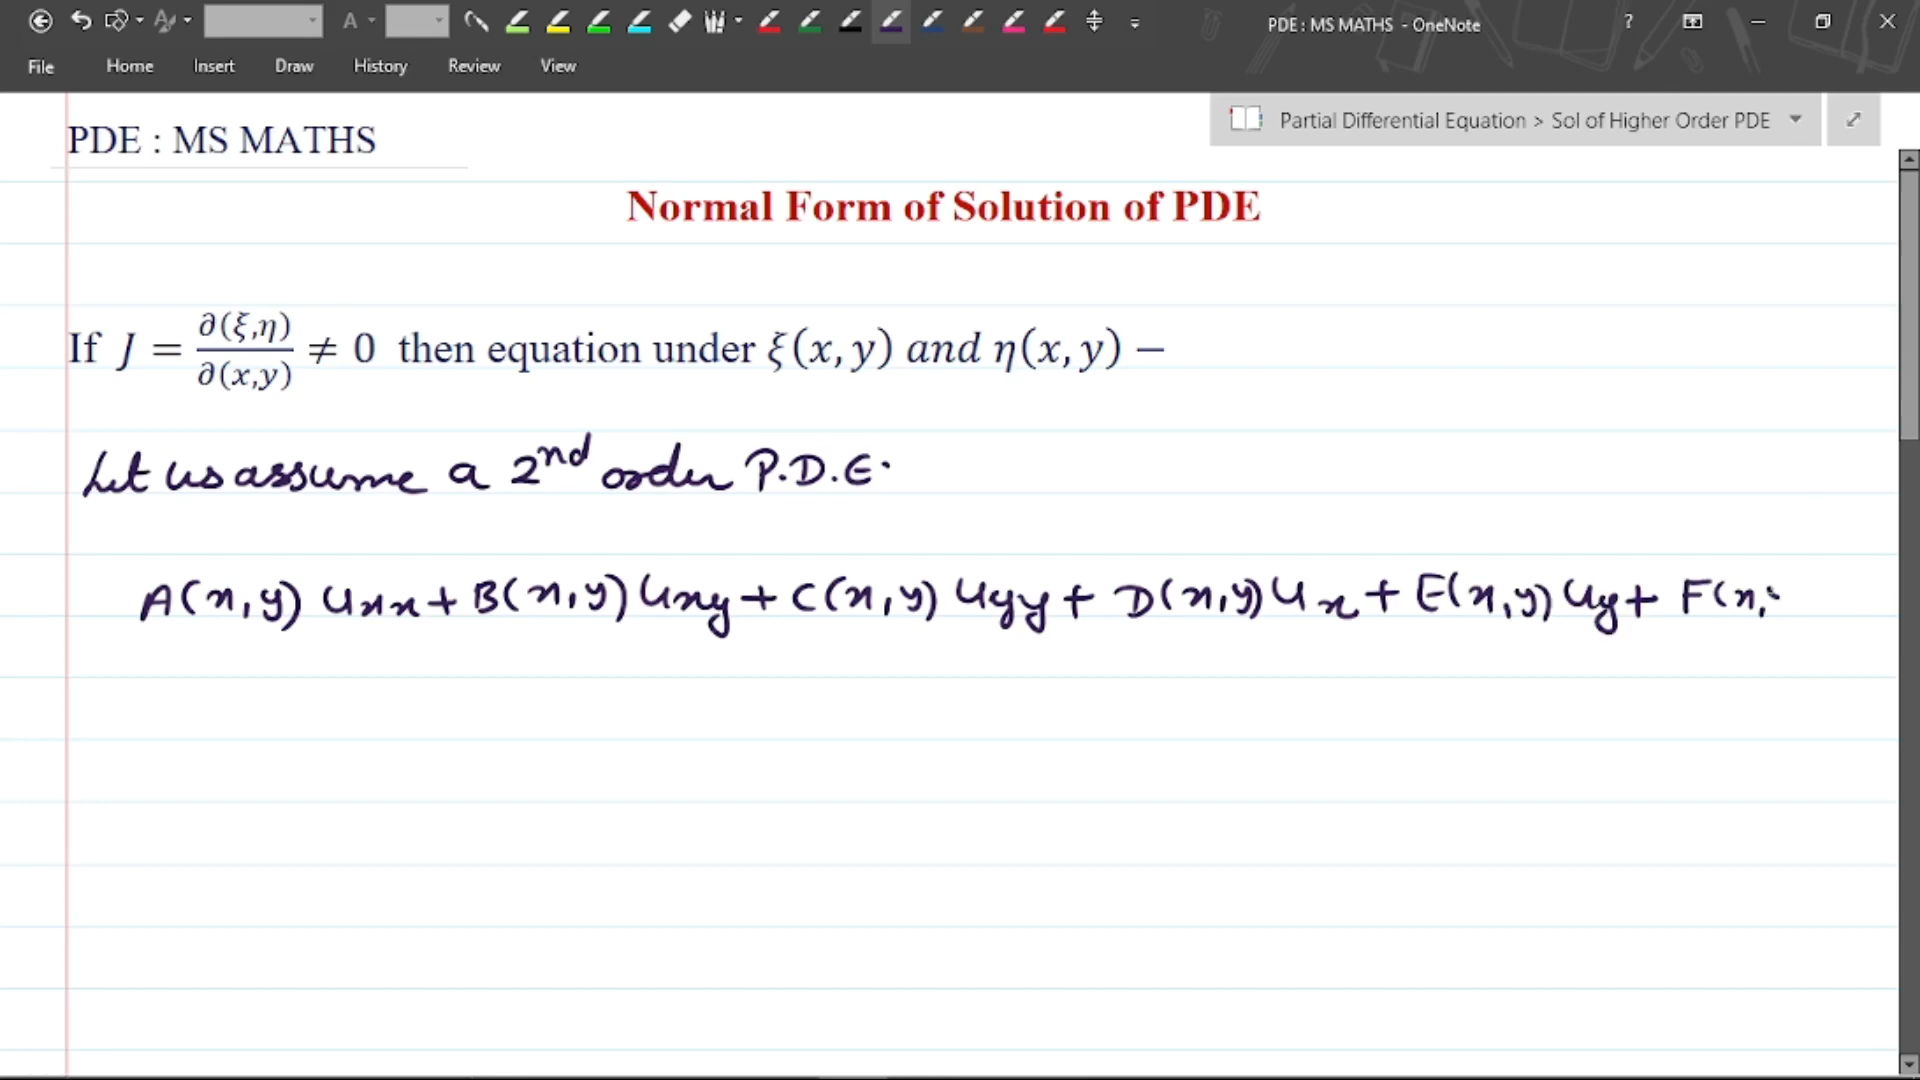 PDE : MS MATHS - OneNote
File Home Insert Draw History Review View
PDE : MS MATHS
Partial Differential Equation > Sol of Higher Order PDE
Normal Form of Solution of PDE
If J = ∂(ξ,η)/∂(x,y) ≠ 0 then equation under ξ(x, y) and η(x, y) −
Let us assume a 2nd order P.D.E.
A(x,y) uxx + B(x,y) uxy + C(x,y) uyy + D(x,y) ux + E(x,y) uy + F(x,